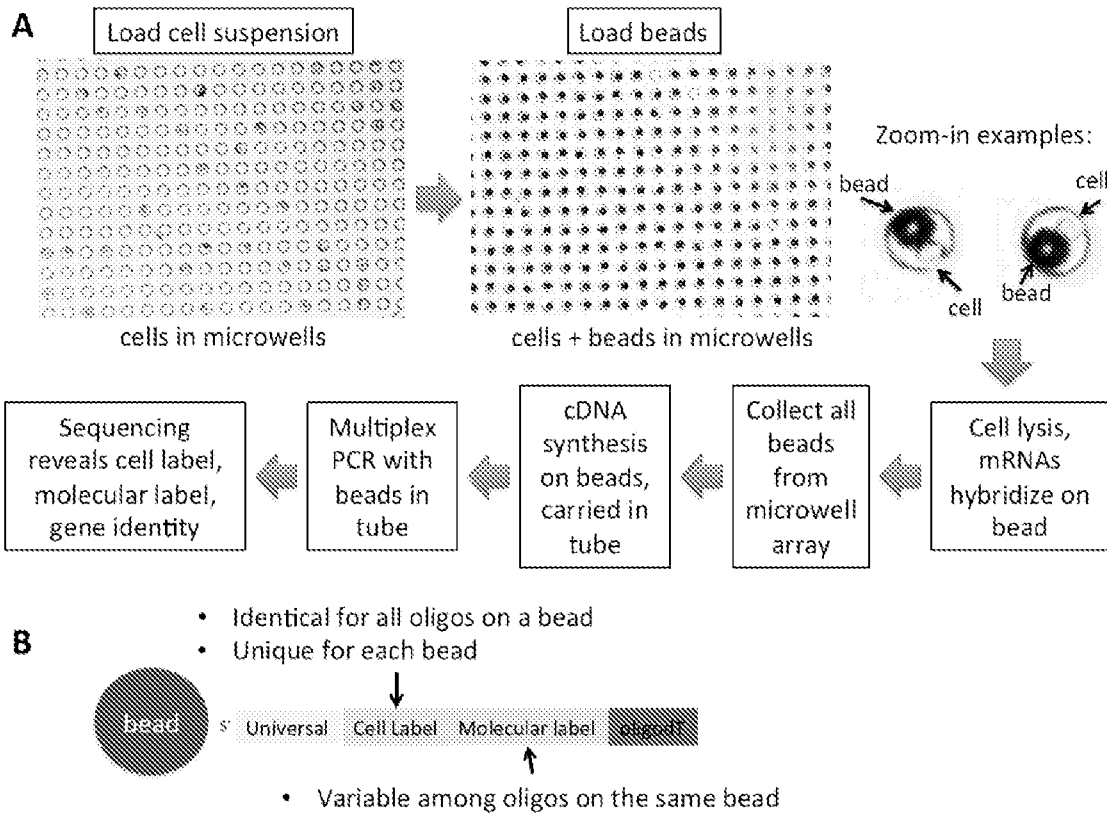 A
Load cell suspension
Load beads
Zoom-in examples:
bead
cell
cell
bead
cells in microwells
cells + beads in microwells
Cell lysis,
mRNAs
hybridize on
bead
Collect all
beads
from
microwell
array
cDNA
synthesis
on beads,
carried in
tube
Multiplex
PCR with
beads in
tube
Sequencing
reveals cell label,
molecular label,
gene identity
B
• Identical for all oligos on a bead
• Unique for each bead
bead
5' Universal Cell Label Molecular label oligodT
• Variable among oligos on the same bead